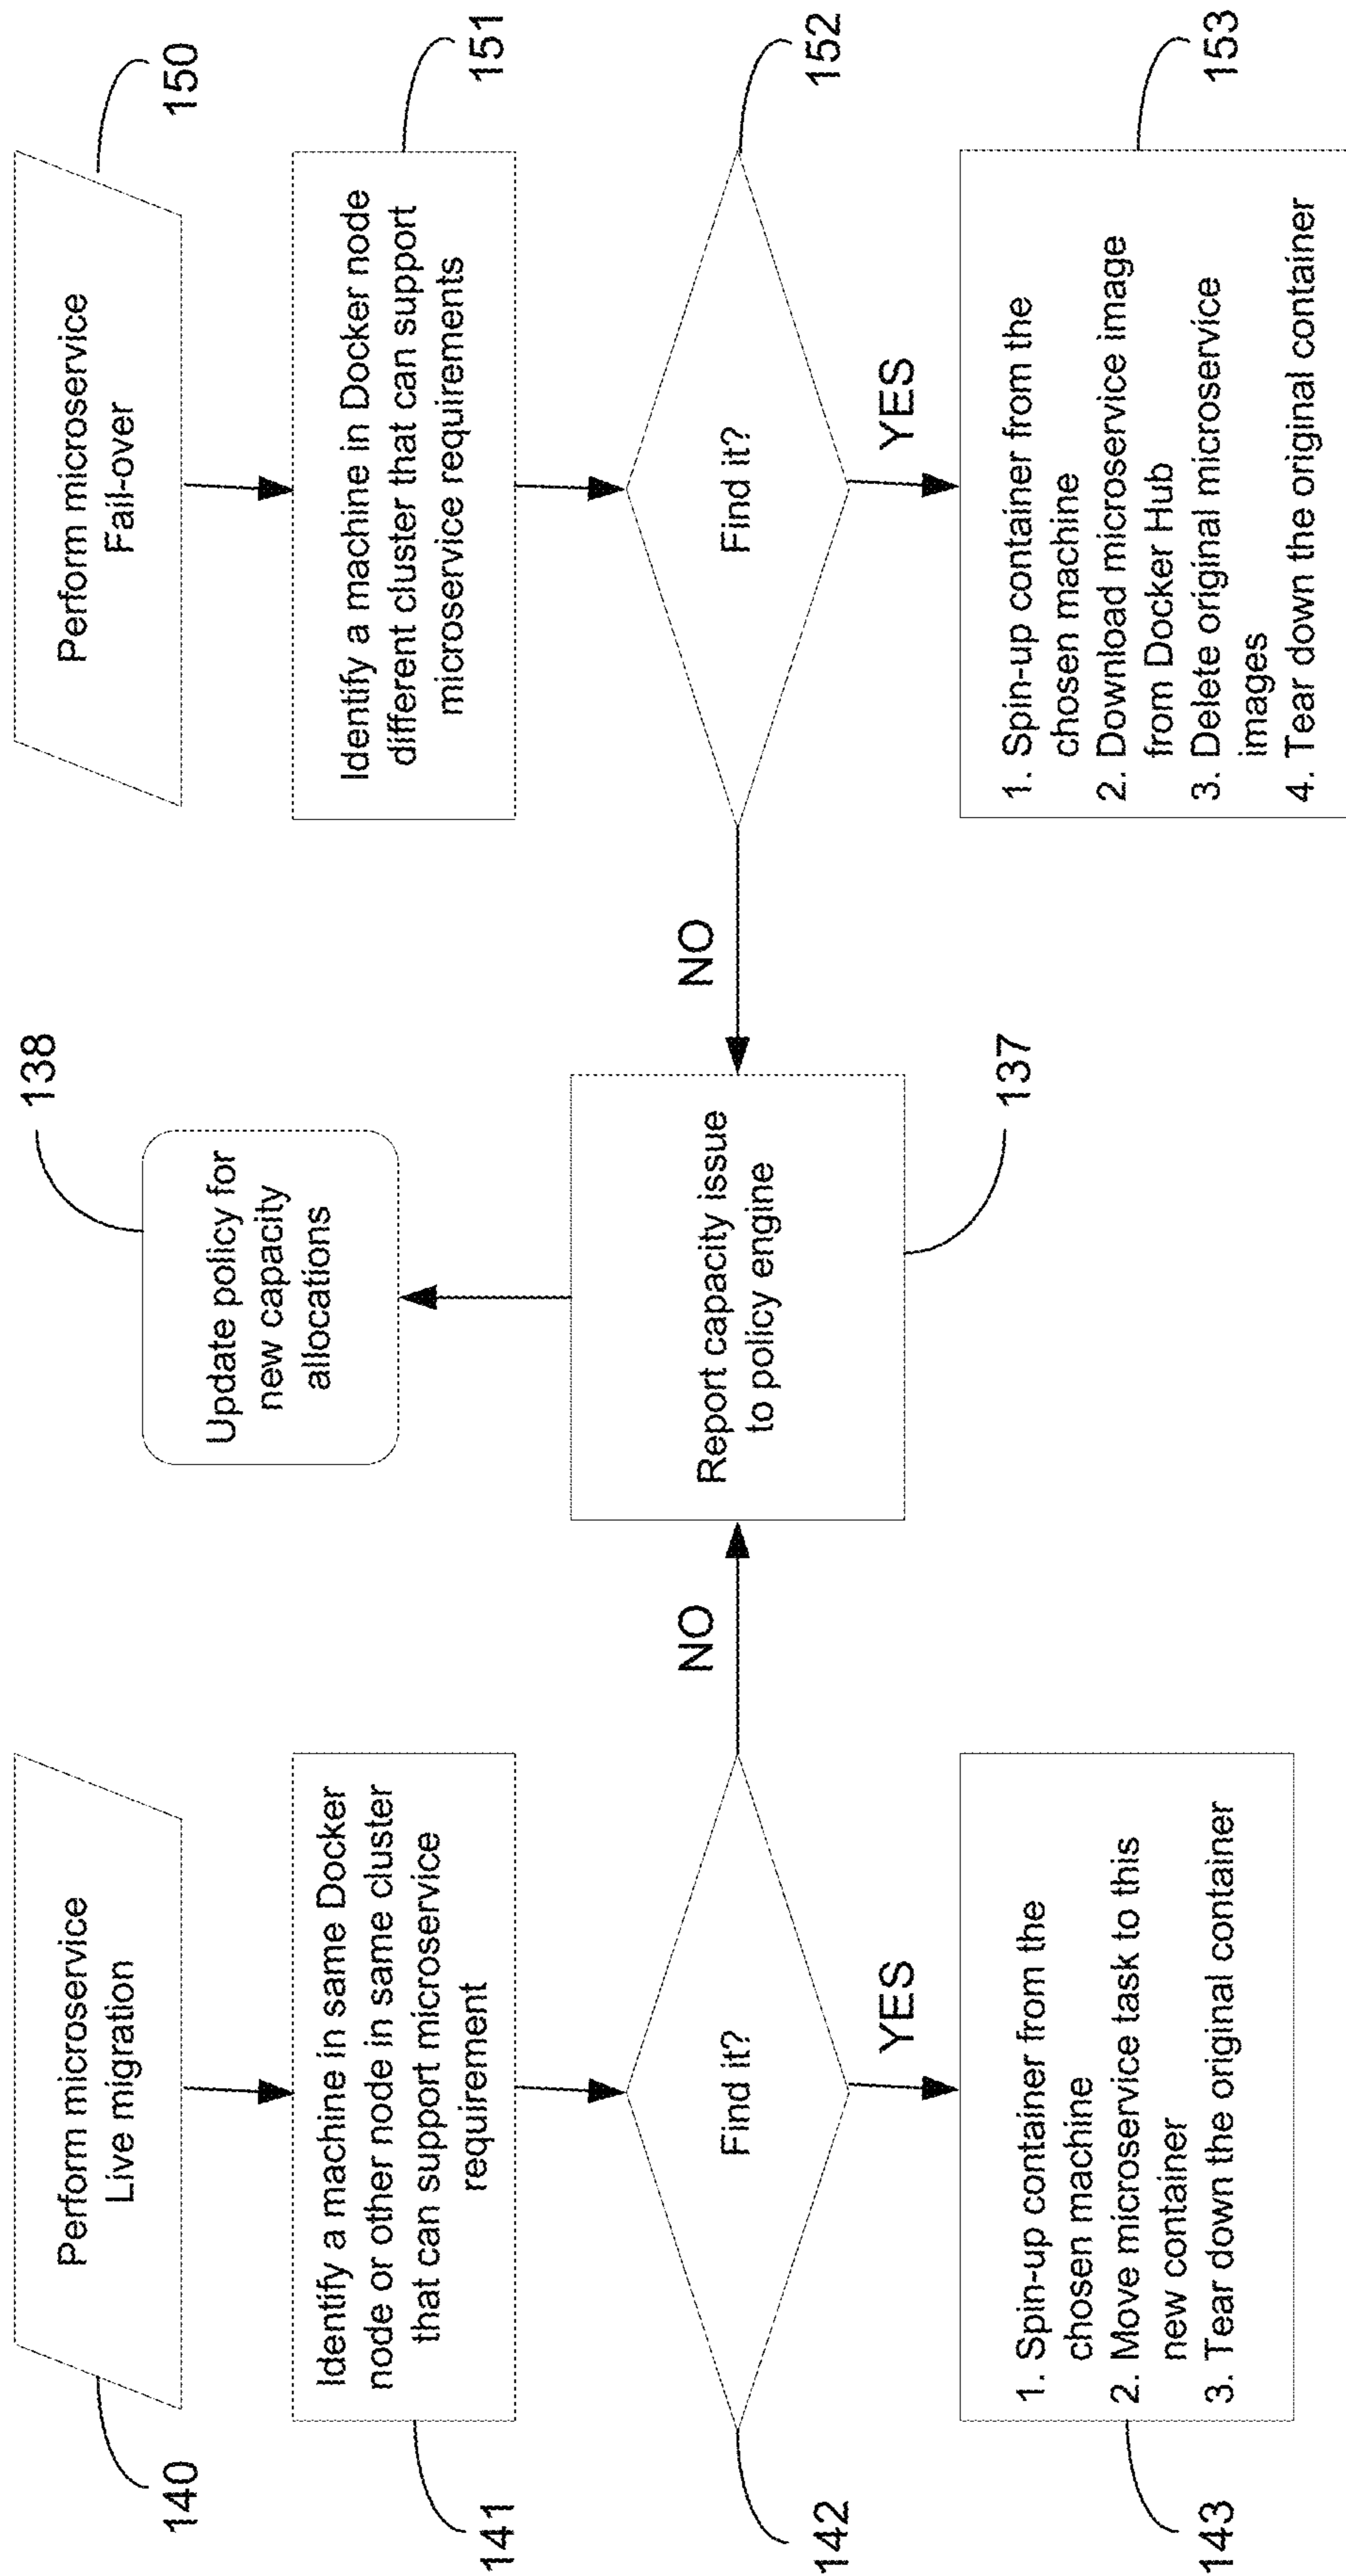 140
Perform microservice
Live migration
141
Identify a machine in same Docker
node or other node in same cluster
that can support microservice
requirement
142
Find it?
NO
YES
143
1. Spin-up container from the
chosen machine
2. Move microservice task to this
new container
3. Tear down the original container
138
Update policy for
new capacity
allocations
Report capacity issue
to policy engine
137
150
Perform microservice
Fail-over
151
Identify a machine in Docker node
different cluster that can support
microservice requirements
152
Find it?
NO
YES
153
1. Spin-up container from the
chosen machine
2. Download microservice image
from Docker Hub
3. Delete original microservice
images
4. Tear down the original container